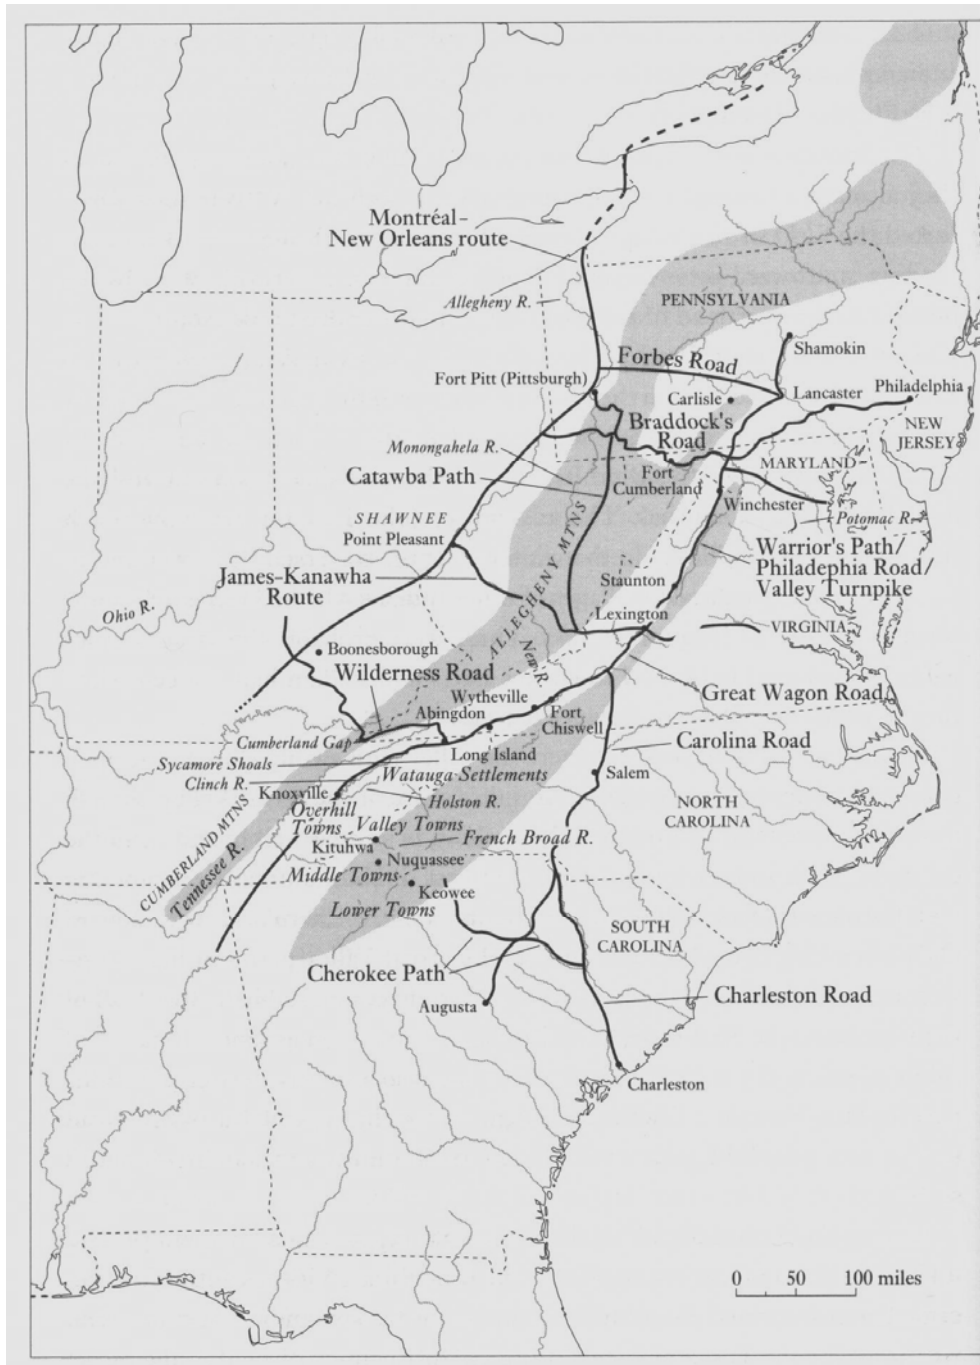 Montréal–
New Orleans route
Allegheny R.
PENNSYLVANIA
Shamokin
Forbes Road
Fort Pitt (Pittsburgh)
Carlisle
Lancaster
Philadelphia
Braddock's
Road
NEW
JERSEY
Monongahela R.
MARYLAND
Catawba Path
Fort
Cumberland
Winchester
Potomac R.
SHAWNEE
Point Pleasant
ALLEGHENY MTNS
Warrior's Path/
Philadephia Road/
Valley Turnpike
James-Kanawha
Route
Staunton
Ohio R.
Lexington
VIRGINIA
New R.
Boonesborough
Wilderness Road
Wytheville
Great Wagon Road
Abingdon
Fort
Chiswell
Cumberland Gap
Carolina Road
Sycamore Shoals
Long Island
Clinch R.
Watauga Settlements
Salem
Knoxville
Holston R.
Overhill
Towns
NORTH
CAROLINA
Valley Towns
French Broad R.
Kituhwa
CUMBERLAND MTNS
Tennessee R.
Nuquassee
Middle Towns
Keowee
Lower Towns
SOUTH
CAROLINA
Cherokee Path
Augusta
Charleston Road
Charleston
0 50 100 miles